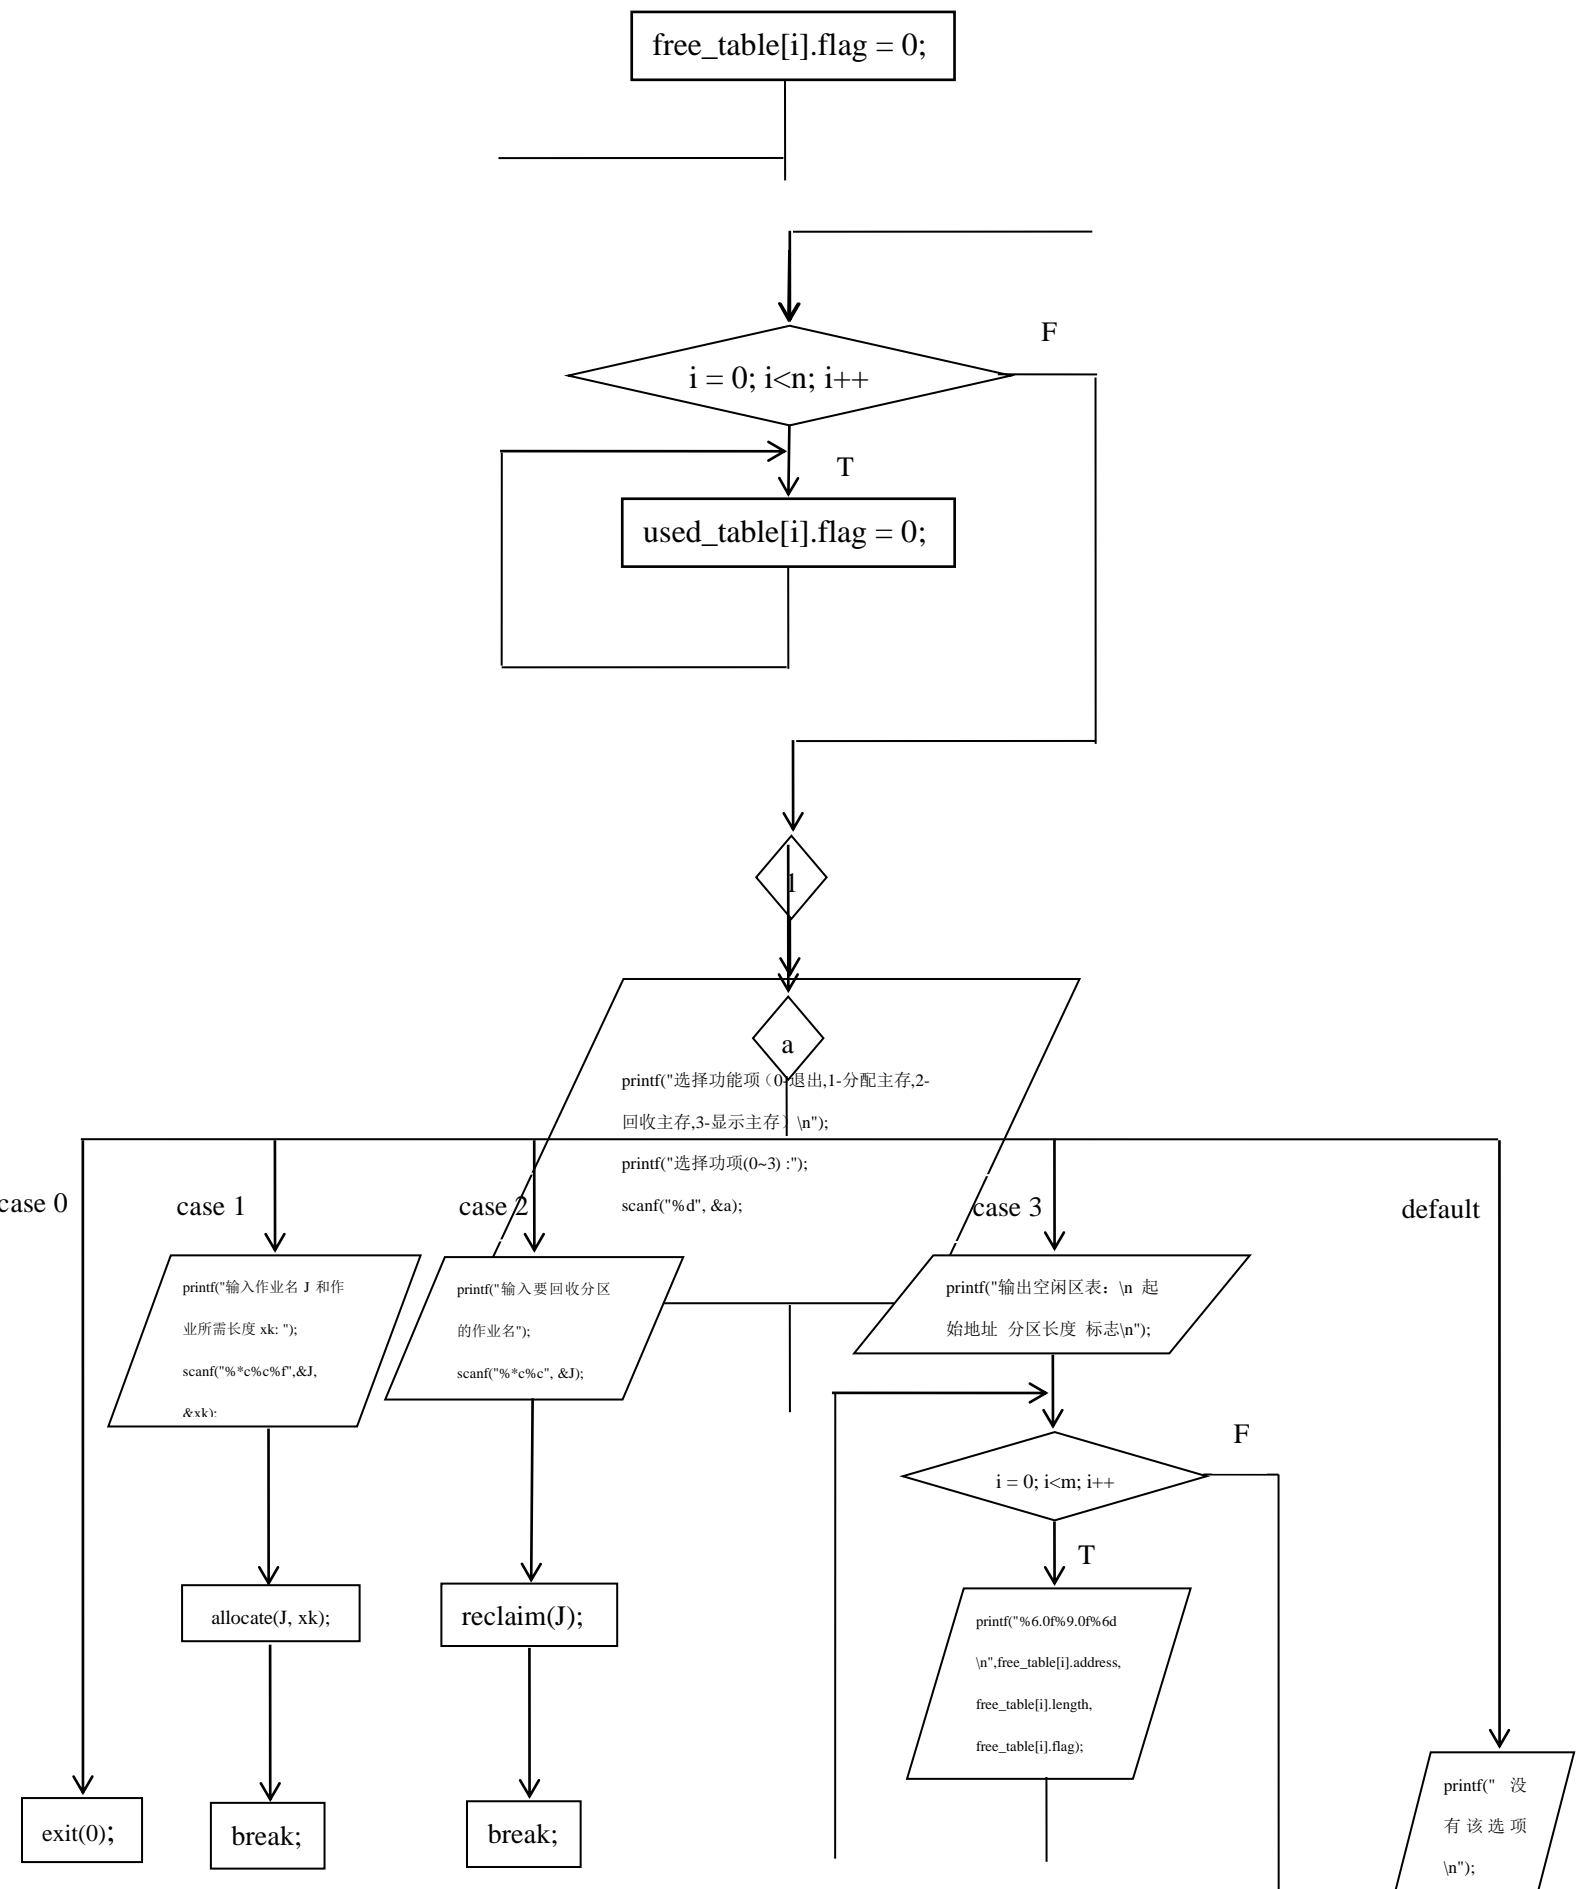 free_table[i].flag = 0;
F
i = 0; i<n; i++
T
used_table[i].flag = 0;
1
a
printf("选择功能项（0-退出,1-分配主存,2-
回收主存,3-显示主存）\n");
printf("选择功项(0~3) :");
scanf("%d", &a);
case 0
case 1
case 2
case 3
default
printf("输入作业名 J 和作
业所需长度 xk: ");
scanf("%*c%c%f",&J,
&xk);
printf("输入要回收分区
的作业名");
scanf("%*c%c", &J);
printf("输出空闲区表：\n 起
始地址 分区长度 标志\n");
F
i = 0; i<m; i++
T
allocate(J, xk);
reclaim(J);
printf("%6.0f%9.0f%6d
\n",free_table[i].address,
free_table[i].length,
free_table[i].flag);
exit(0);
break;
break;
printf(" 没
有该选项
\n");